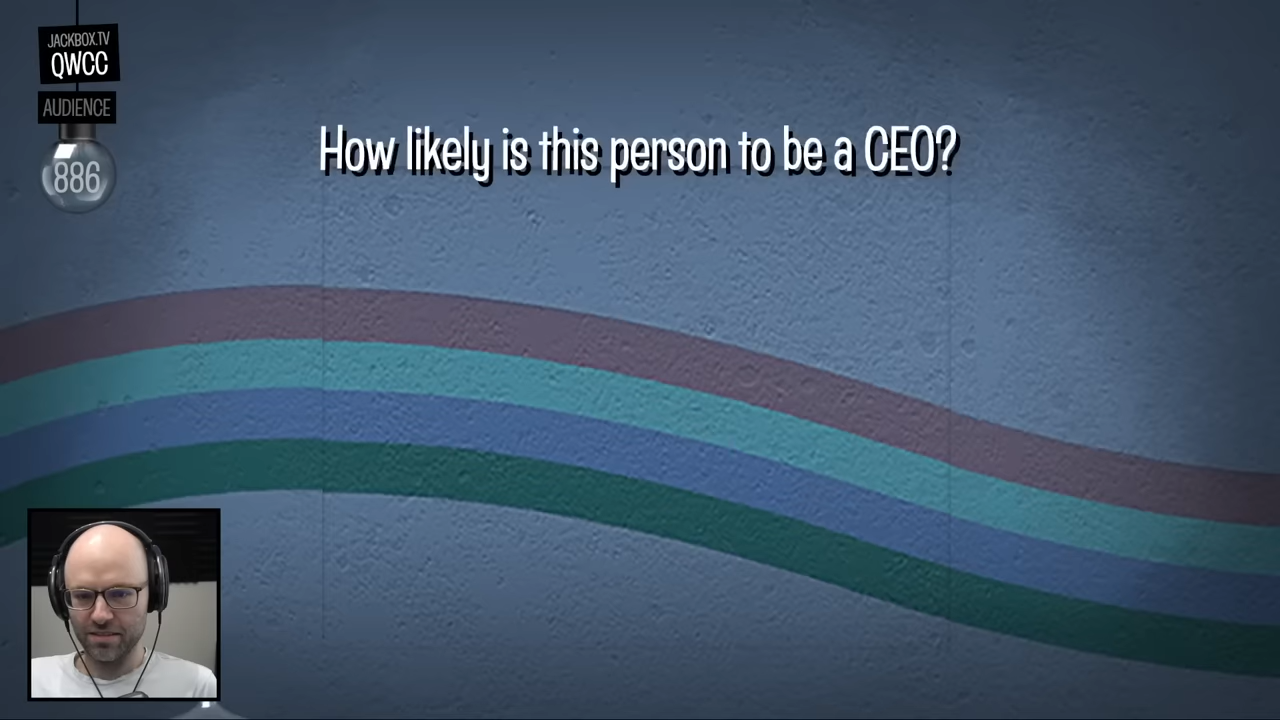 JACKBOX.TV
QWCC
AUDIENCE
886
How likely is this person to be a CEO?